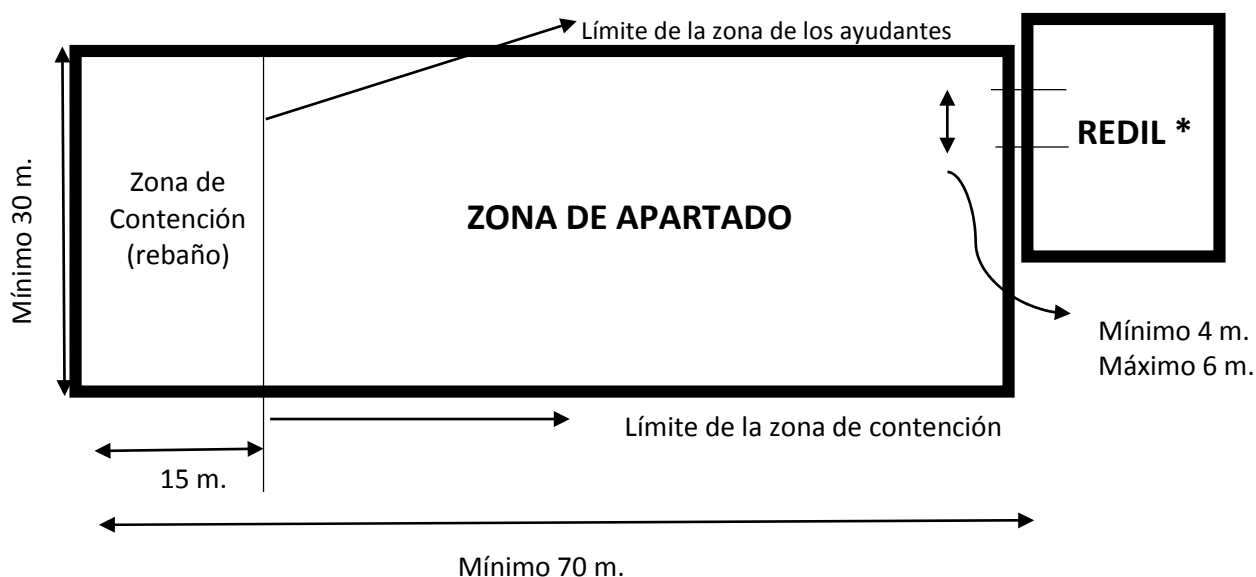 Límite de la zona de los ayudantes
REDIL *
Zona de
Contención
(rebaño)
ZONA DE APARTADO
Mínimo 30 m.
Mínimo 4 m.
Máximo 6 m.
Límite de la zona de contención
15 m.
Mínimo 70 m.